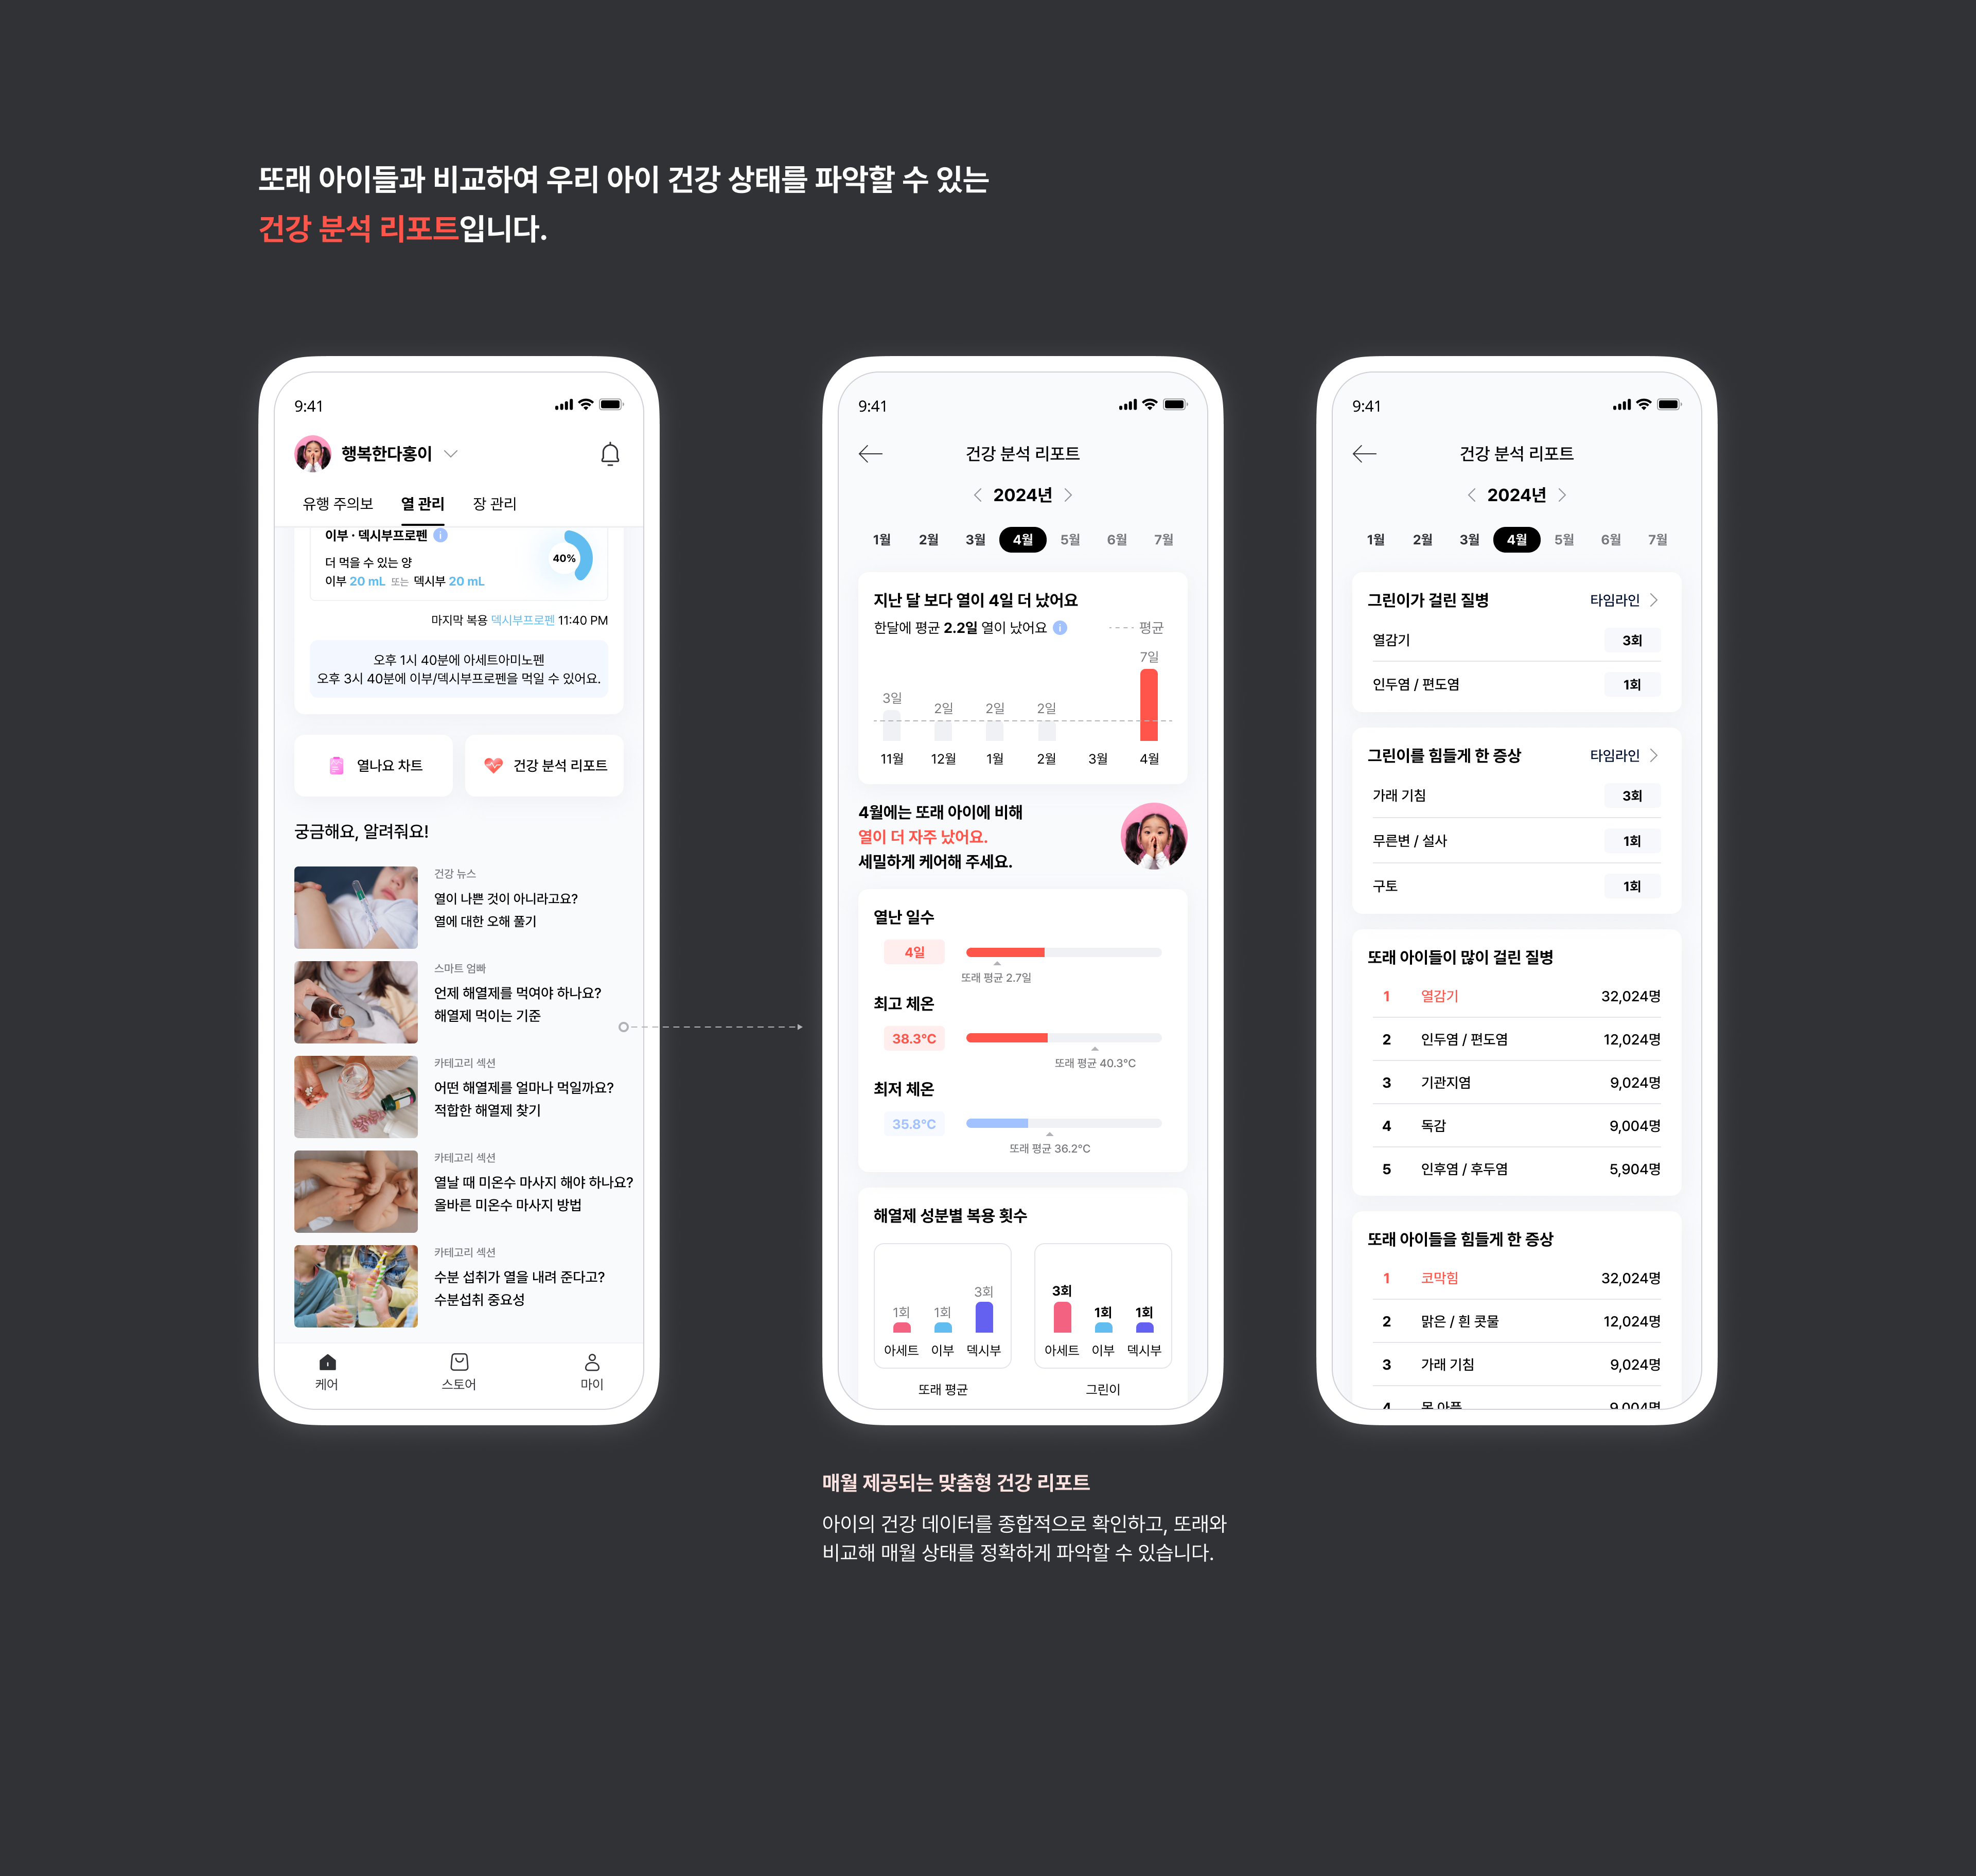 또래 아이들과 비교하여 우리 아이 건강 상태를 파악할 수 있는
건강 분석 리포트입니다.
9:41
행복한다홍이
유행 주의보 열 관리 장 관리
이부 · 덱시부프로펜
더 먹을 수 있는 양
이부 20 mL 또는 덱시부 20 mL
40%
마지막 복용 덱시부프로펜 11:40 PM
오후 1시 40분에 아세트아미노펜
오후 3시 40분에 이부/덱시부프로펜을 먹일 수 있어요.
열나요 차트
건강 분석 리포트
궁금해요, 알려줘요!
건강 뉴스
열이 나쁜 것이 아니라고요?
열에 대한 오해 풀기
스마트 엄빠
언제 해열제를 먹여야 하나요?
해열제 먹이는 기준
카테고리 섹션
어떤 해열제를 얼마나 먹일까요?
적합한 해열제 찾기
카테고리 섹션
열날 때 미온수 마사지 해야 하나요?
올바른 미온수 마사지 방법
카테고리 섹션
수분 섭취가 열을 내려 준다고?
수분섭취 중요성
케어 스토어 마이
9:41
건강 분석 리포트
2024년
1월 2월 3월 4월 5월 6월 7월
지난 달 보다 열이 4일 더 났어요
한달에 평균 2.2일 열이 났어요
평균
3일 2일 2일 2일 7일
11월 12월 1월 2월 3월 4월
4월에는 또래 아이에 비해
열이 더 자주 났어요.
세밀하게 케어해 주세요.
열난 일수
4일
또래 평균 2.7일
최고 체온
38.3°C
또래 평균 40.3°C
최저 체온
35.8°C
또래 평균 36.2°C
해열제 성분별 복용 횟수
1회 1회 3회
아세트 이부 덱시부
또래 평균
3회 1회 1회
아세트 이부 덱시부
그린이
9:41
건강 분석 리포트
2024년
1월 2월 3월 4월 5월 6월 7월
그린이가 걸린 질병 타임라인
열감기 3회
인두염 / 편도염 1회
그린이를 힘들게 한 증상 타임라인
가래 기침 3회
무른변 / 설사 1회
구토 1회
또래 아이들이 많이 걸린 질병
1 열감기 32,024명
2 인두염 / 편도염 12,024명
3 기관지염 9,024명
4 독감 9,004명
5 인후염 / 후두염 5,904명
또래 아이들을 힘들게 한 증상
1 코막힘 32,024명
2 맑은 / 흰 콧물 12,024명
3 가래 기침 9,024명
4 목 아픔 9,004명
매월 제공되는 맞춤형 건강 리포트
아이의 건강 데이터를 종합적으로 확인하고, 또래와
비교해 매월 상태를 정확하게 파악할 수 있습니다.